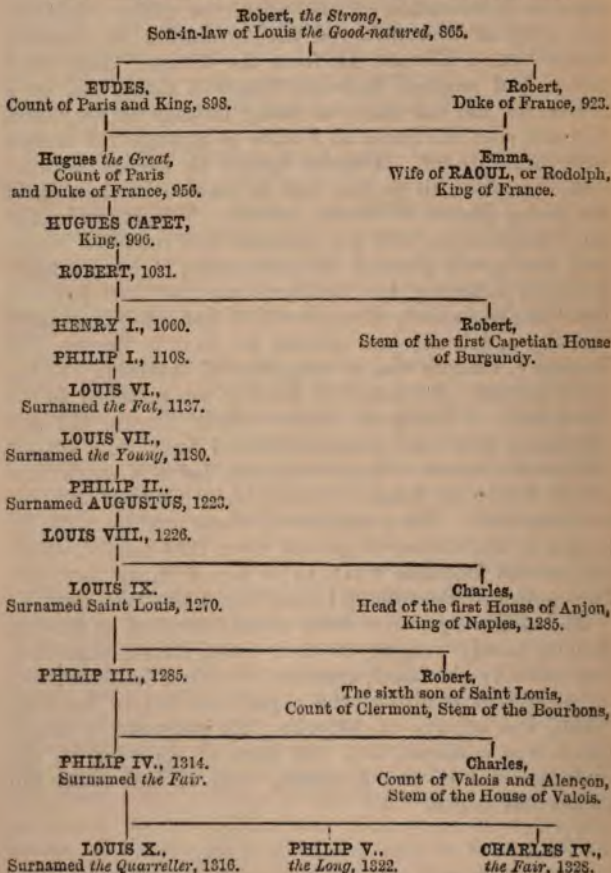 Robert, the Strong,
Son-in-law of Louis the Good-natured, 865.
EUDES, Robert,
Count of Paris and King, 898. Duke of France, 923.
Hugues the Great, Emma,
Count of Paris Wife of RAOUL, or Rodolph,
and Duke of France, 956. King of France.
HUGUES CAPET,
King, 996.
ROBERT, 1031.
HENRY I., 1060. Robert,
Stem of the first Capetian House
PHILIP I., 1108. of Burgundy.
LOUIS VI.,
Surnamed the Fat, 1137.
LOUIS VII.,
Surnamed the Young, 1180.
PHILIP II.,
Surnamed AUGUSTUS, 1223.
LOUIS VIII., 1226.
LOUIS IX. Charles,
Surnamed Saint Louis, 1270. Head of the first House of Anjou,
King of Naples, 1285.
PHILIP III., 1285. Robert,
The sixth son of Saint Louis,
Count of Clermont, Stem of the Bourbons,
PHILIP IV., 1314. Charles,
Surnamed the Fair. Count of Valois and Alençon,
Stem of the House of Valois.
LOUIS X., PHILIP V., CHARLES IV.,
Surnamed the Quarreller, 1316. the Long, 1322. the Fair, 1328.